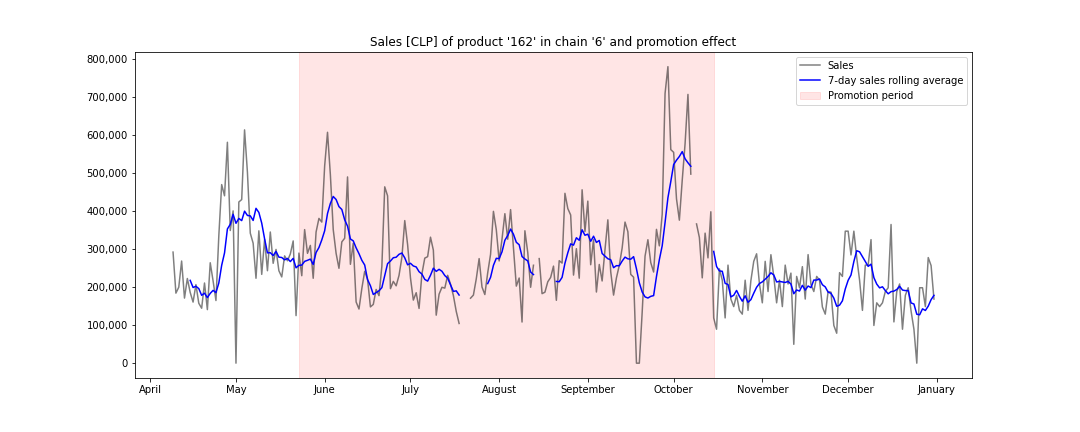 Sales [CLP] of product '162' in chain '6' and promotion effect
800,000
700,000
600,000
500,000
400,000
300,000
200,000
100,000
0
Sales
7-day sales rolling average
Promotion period
April May June July August September October November December January